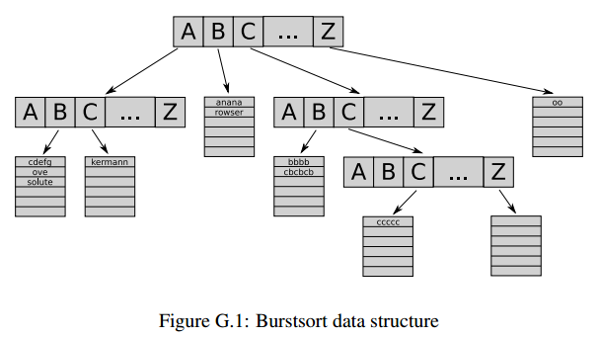 A B C ... Z
A B C ... Z
anana
rowser
A B C ... Z
oo
cdefg
ove
solute
kermann
bbbb
cbcbcb
A B C ... Z
ccccc
Figure G.1: Burstsort data structure